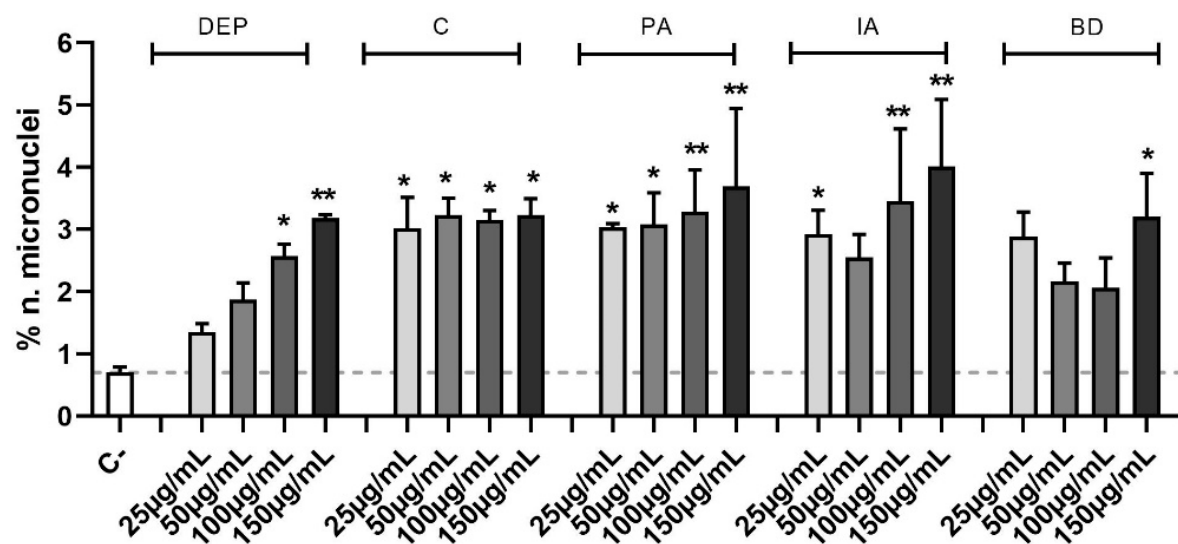 DEP C PA IA BD
% n. micronuclei
6
5
4
3
2
1
0
* ** * * * * * * ** ** * ** ** *
C-
25µg/mL 50µg/mL 100µg/mL 150µg/mL
25µg/mL 50µg/mL 100µg/mL 150µg/mL
25µg/mL 50µg/mL 100µg/mL 150µg/mL
25µg/mL 50µg/mL 100µg/mL 150µg/mL
25µg/mL 50µg/mL 100µg/mL 150µg/mL